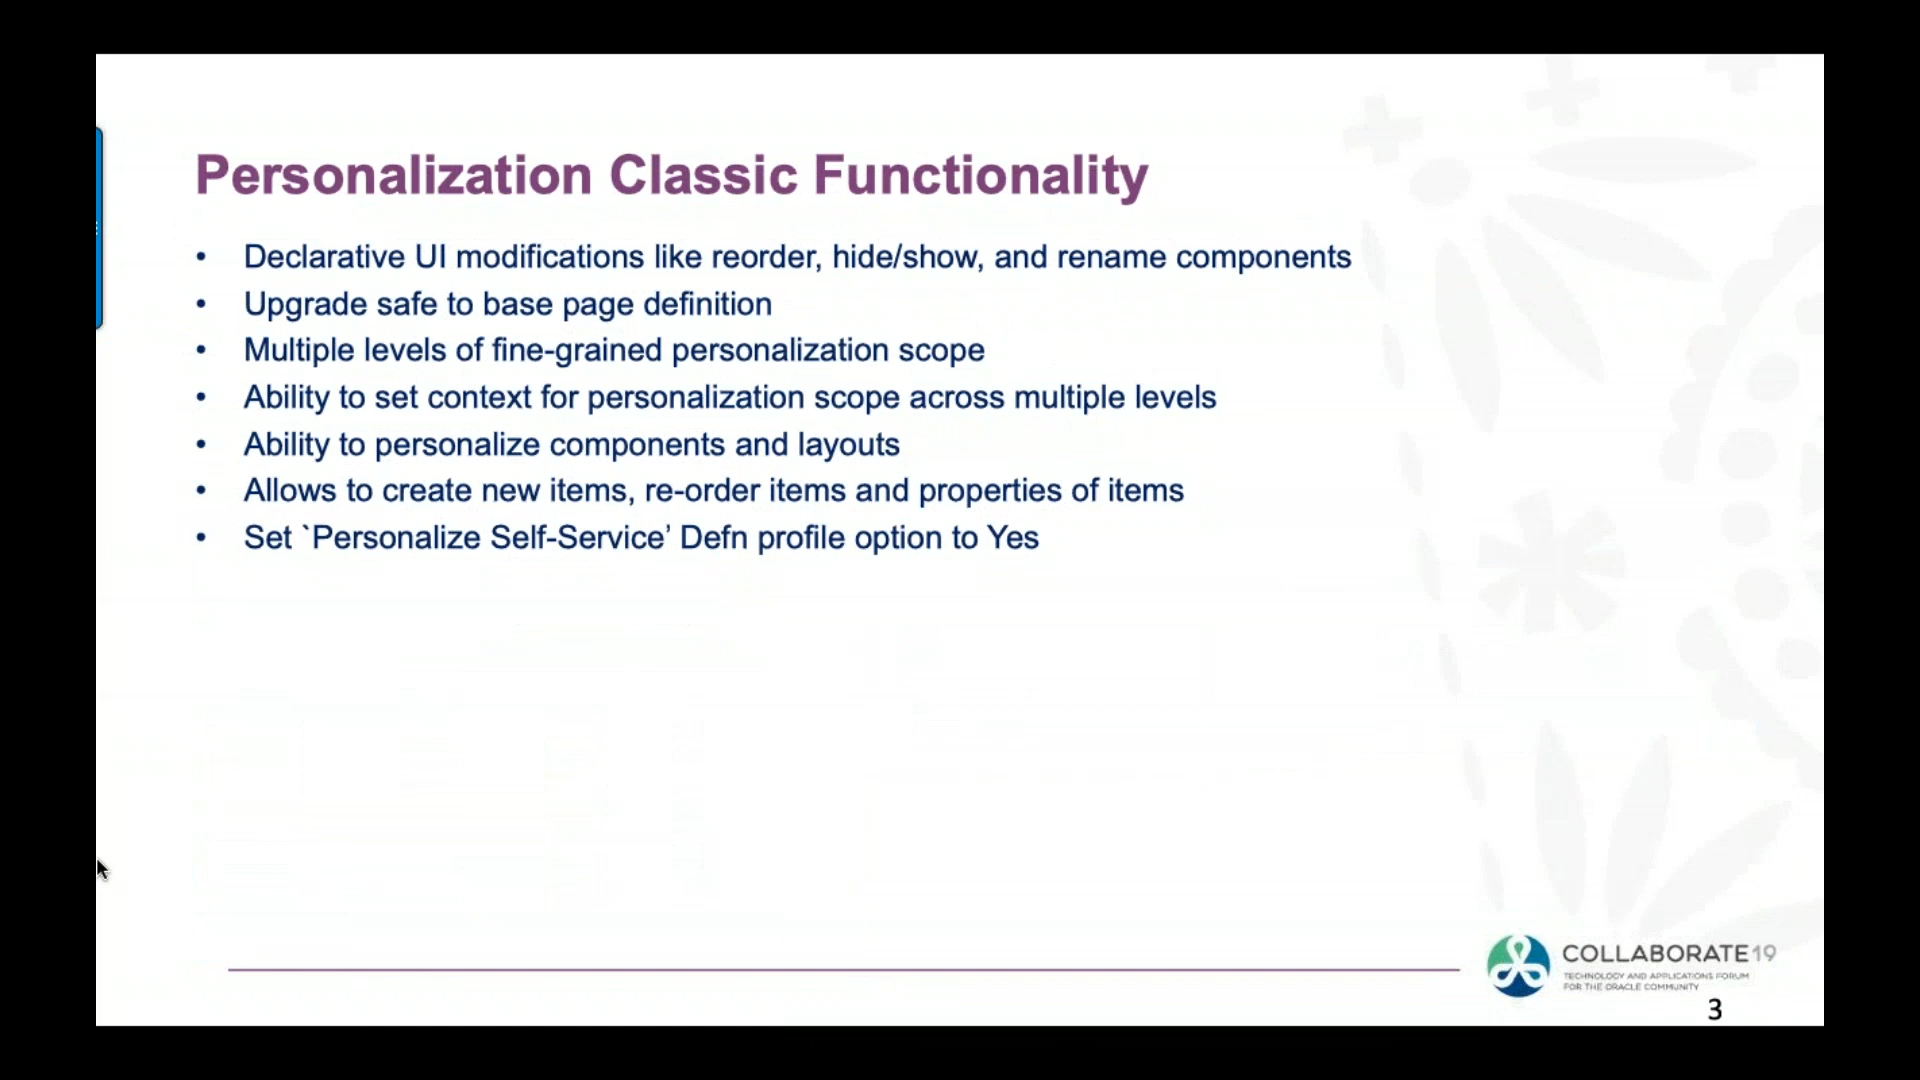 Personalization Classic Functionality
• Declarative UI modifications like reorder, hide/show, and rename components
• Upgrade safe to base page definition
• Multiple levels of fine-grained personalization scope
• Ability to set context for personalization scope across multiple levels
• Ability to personalize components and layouts
• Allows to create new items, re-order items and properties of items
• Set `Personalize Self-Service’ Defn profile option to Yes
COLLABORATE19
TECHNOLOGY AND APPLICATIONS FORUM
FOR THE ORACLE COMMUNITY
3